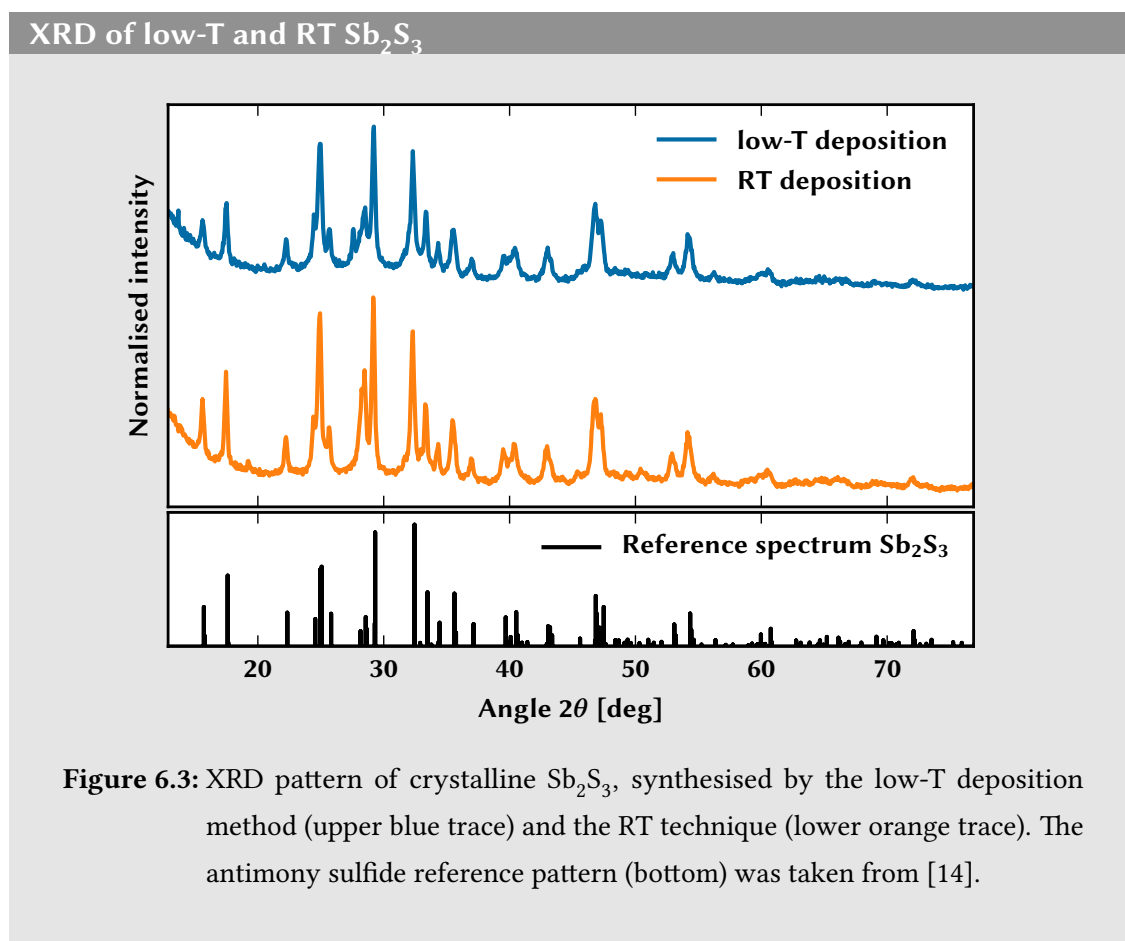 XRD of low-T and RT Sb₂S₃
low-T deposition
RT deposition
Normalised intensity
Reference spectrum Sb₂S₃
20 30 40 50 60 70
Angle 2θ [deg]
Figure 6.3: XRD pattern of crystalline Sb₂S₃, synthesised by the low-T deposition
method (upper blue trace) and the RT technique (lower orange trace). The
antimony sulfide reference pattern (bottom) was taken from [14].